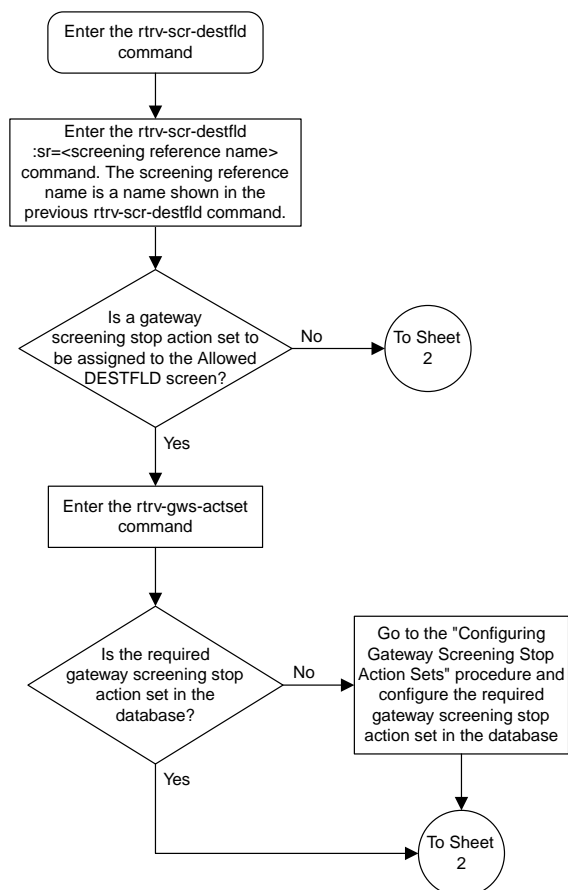 Enter the rtrv-scr-destfld
command
Enter the rtrv-scr-destfld
:sr=<screening reference name>
command. The screening reference
name is a name shown in the
previous rtrv-scr-destfld command.
Is a gateway
screening stop action set to
be assigned to the Allowed
DESTFLD screen?
No
To Sheet
2
Yes
Enter the rtrv-gws-actset
command
Is the required
gateway screening stop
action set in the
database?
No
Go to the "Configuring
Gateway Screening Stop
Action Sets" procedure and
configure the required
gateway screening stop
action set in the database
Yes
To Sheet
2